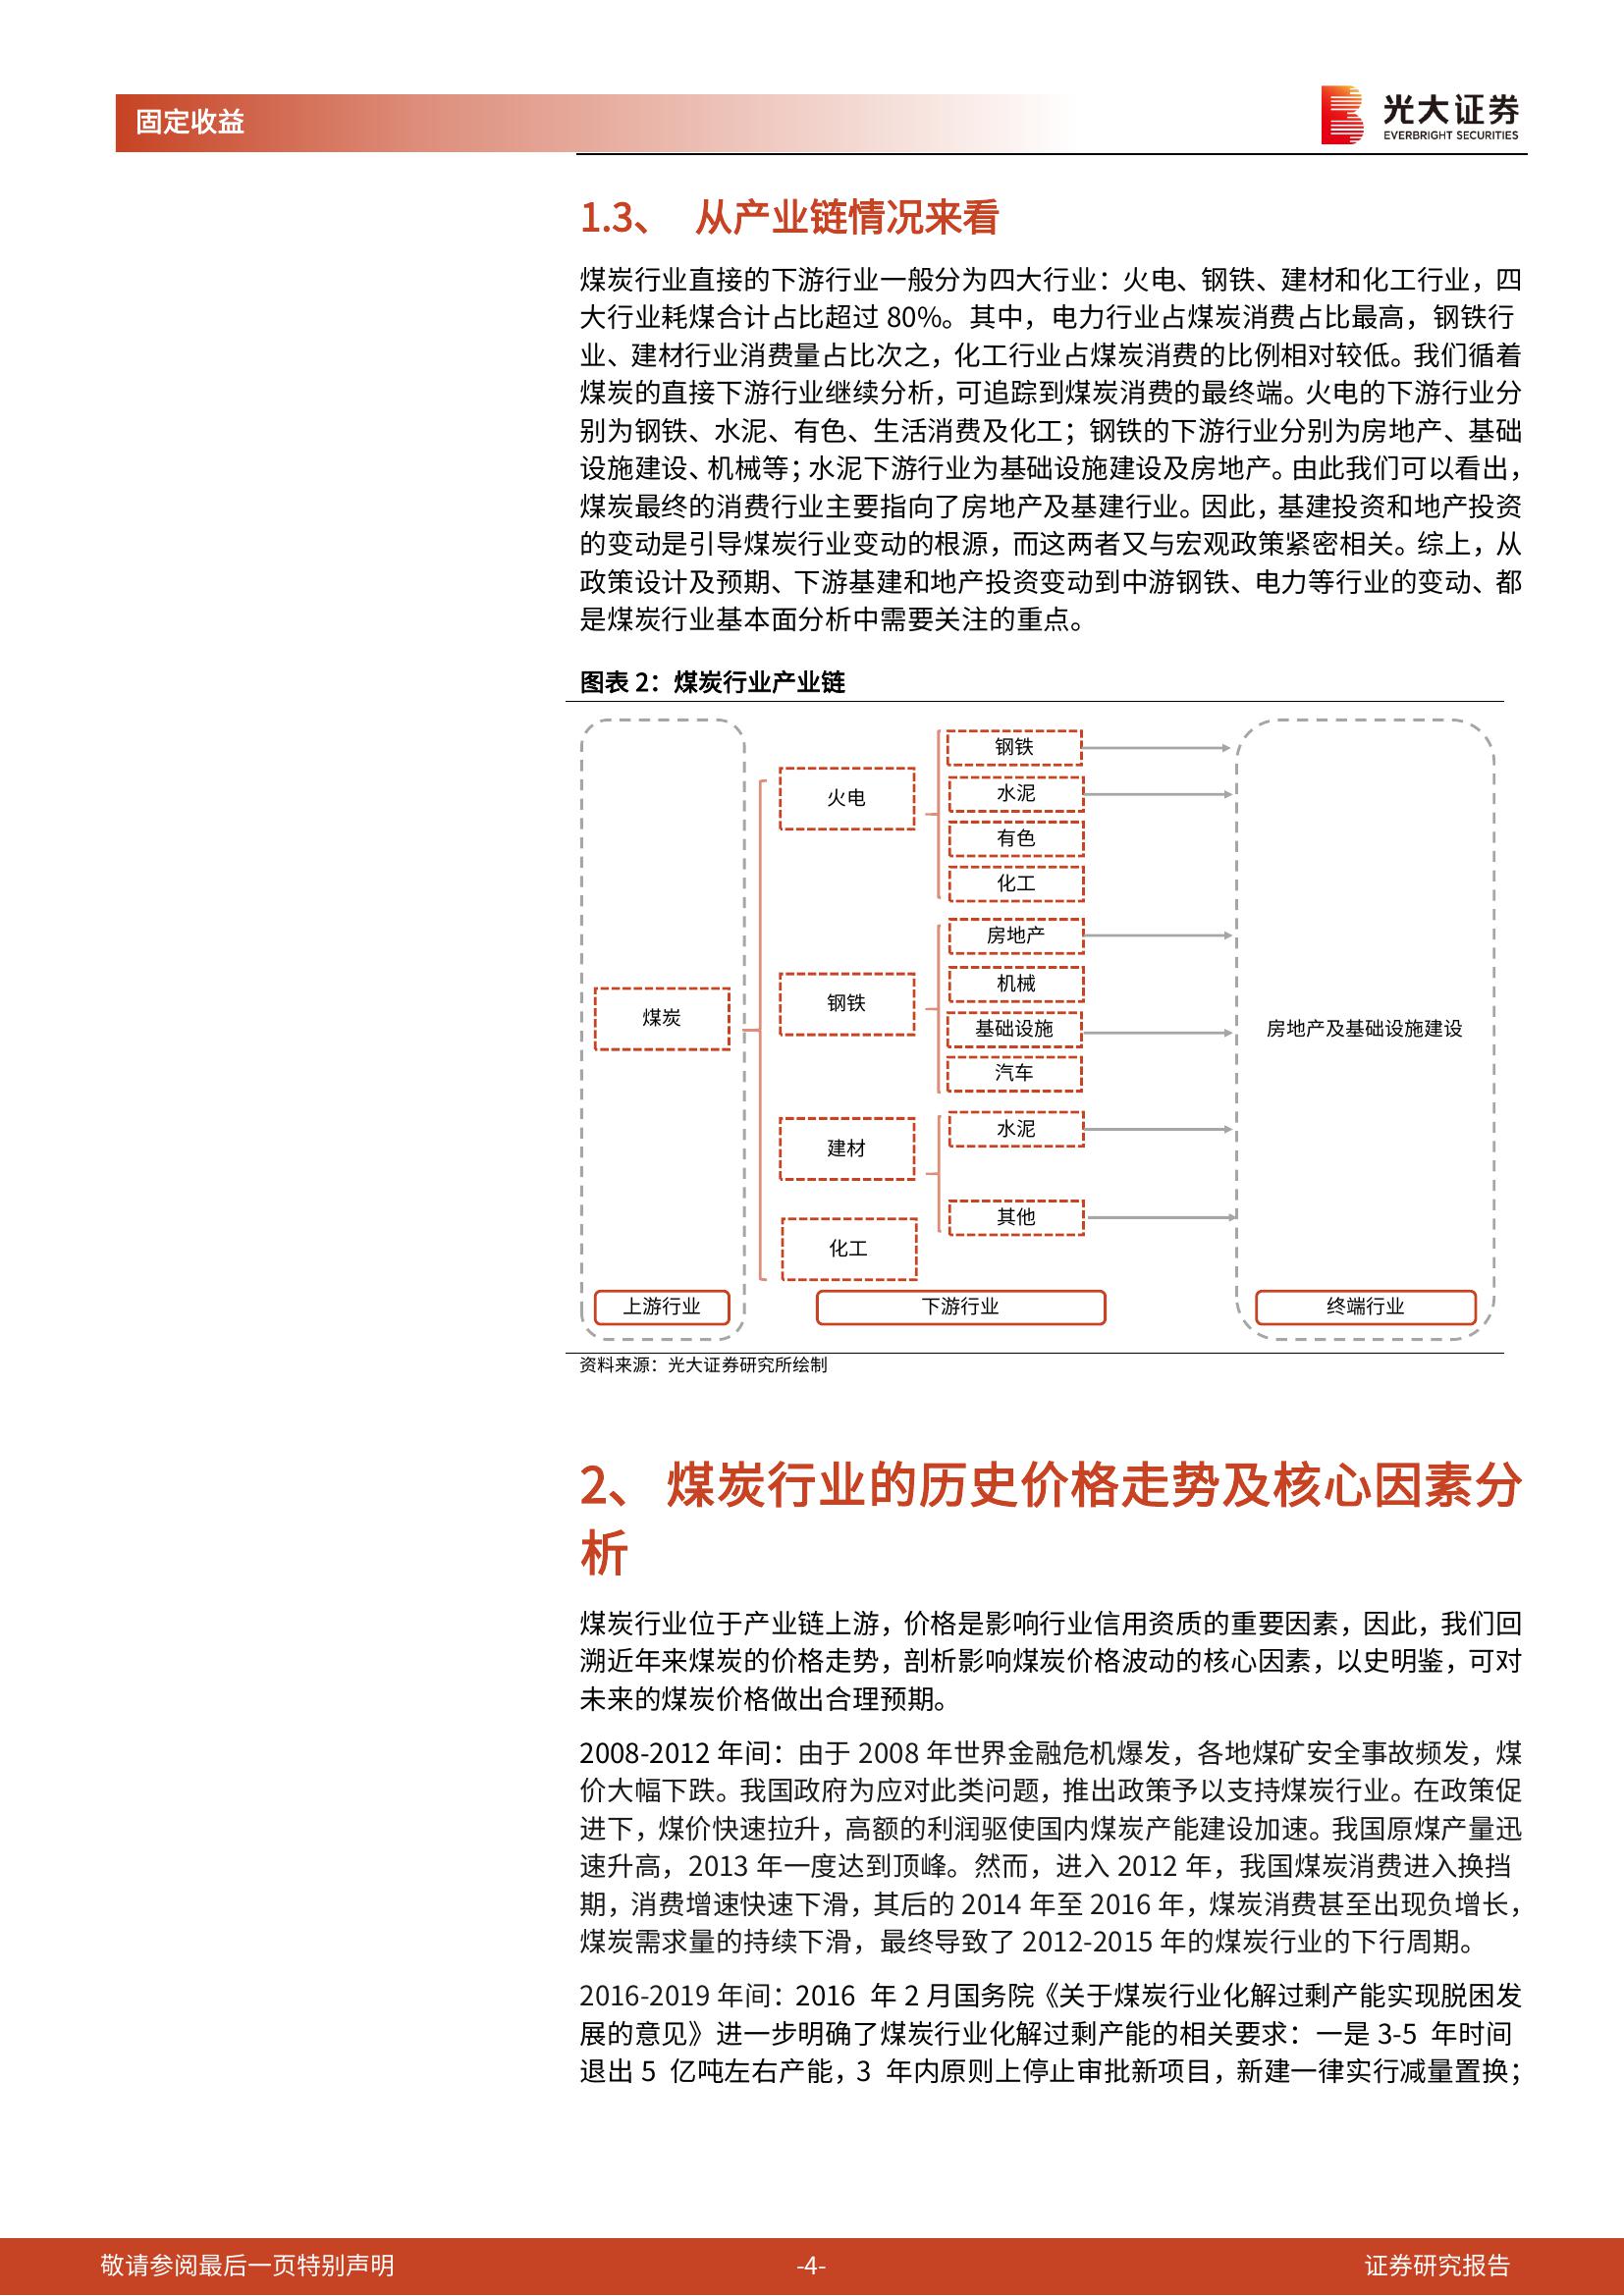 固定收益
光大证券
EVERBRIGHT SECURITIES
1.3、 从产业链情况来看
煤炭行业直接的下游行业一般分为四大行业：火电、钢铁、建材和化工行业，四
大行业耗煤合计占比超过 80%。其中，电力行业占煤炭消费占比最高，钢铁行
业、建材行业消费量占比次之，化工行业占煤炭消费的比例相对较低。我们循着
煤炭的直接下游行业继续分析，可追踪到煤炭消费的最终端。火电的下游行业分
别为钢铁、水泥、有色、生活消费及化工；钢铁的下游行业分别为房地产、基础
设施建设、机械等；水泥下游行业为基础设施建设及房地产。由此我们可以看出，
煤炭最终的消费行业主要指向了房地产及基建行业。因此，基建投资和地产投资
的变动是引导煤炭行业变动的根源，而这两者又与宏观政策紧密相关。综上，从
政策设计及预期、下游基建和地产投资变动到中游钢铁、电力等行业的变动、都
是煤炭行业基本面分析中需要关注的重点。
图表 2：煤炭行业产业链
钢铁
火电
水泥
有色
化工
房地产
机械
钢铁
煤炭
基础设施
房地产及基础设施建设
汽车
水泥
建材
其他
化工
上游行业
下游行业
终端行业
资料来源：光大证券研究所绘制
2、 煤炭行业的历史价格走势及核心因素分
析
煤炭行业位于产业链上游，价格是影响行业信用资质的重要因素，因此，我们回
溯近年来煤炭的价格走势，剖析影响煤炭价格波动的核心因素，以史明鉴，可对
未来的煤炭价格做出合理预期。
2008-2012 年间：由于 2008 年世界金融危机爆发，各地煤矿安全事故频发，煤
价大幅下跌。我国政府为应对此类问题，推出政策予以支持煤炭行业。在政策促
进下，煤价快速拉升，高额的利润驱使国内煤炭产能建设加速。我国原煤产量迅
速升高，2013 年一度达到顶峰。然而，进入 2012 年，我国煤炭消费进入换挡
期，消费增速快速下滑，其后的 2014 年至 2016 年，煤炭消费甚至出现负增长，
煤炭需求量的持续下滑，最终导致了 2012-2015 年的煤炭行业的下行周期。
2016-2019 年间：2016 年 2 月国务院《关于煤炭行业化解过剩产能实现脱困发
展的意见》进一步明确了煤炭行业化解过剩产能的相关要求：一是 3-5 年时间
退出 5 亿吨左右产能，3 年内原则上停止审批新项目，新建一律实行减量置换；
敬请参阅最后一页特别声明
-4-
证券研究报告